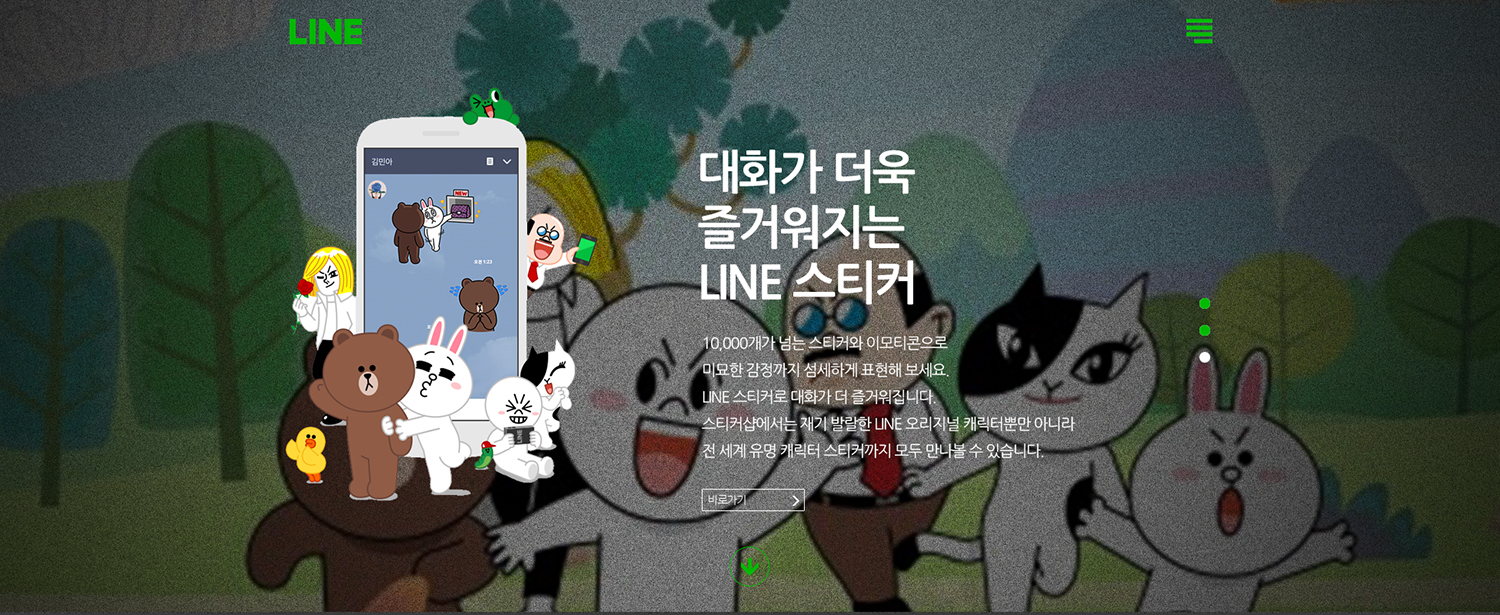 LINE
김민아
NEW
오전 1:23
대화가 더욱
즐거워지는
LINE 스티커
10,000개가 넘는 스티커와 이모티콘으로
미묘한 감정까지 섬세하게 표현해 보세요.
LINE 스티커로 대화가 더 즐거워집니다.
스티커샵에서는 재기 발랄한 LINE 오리지널 캐릭터뿐만 아니라
전 세계 유명 캐릭터 스티커까지 모두 만나볼 수 있습니다.
바로가기